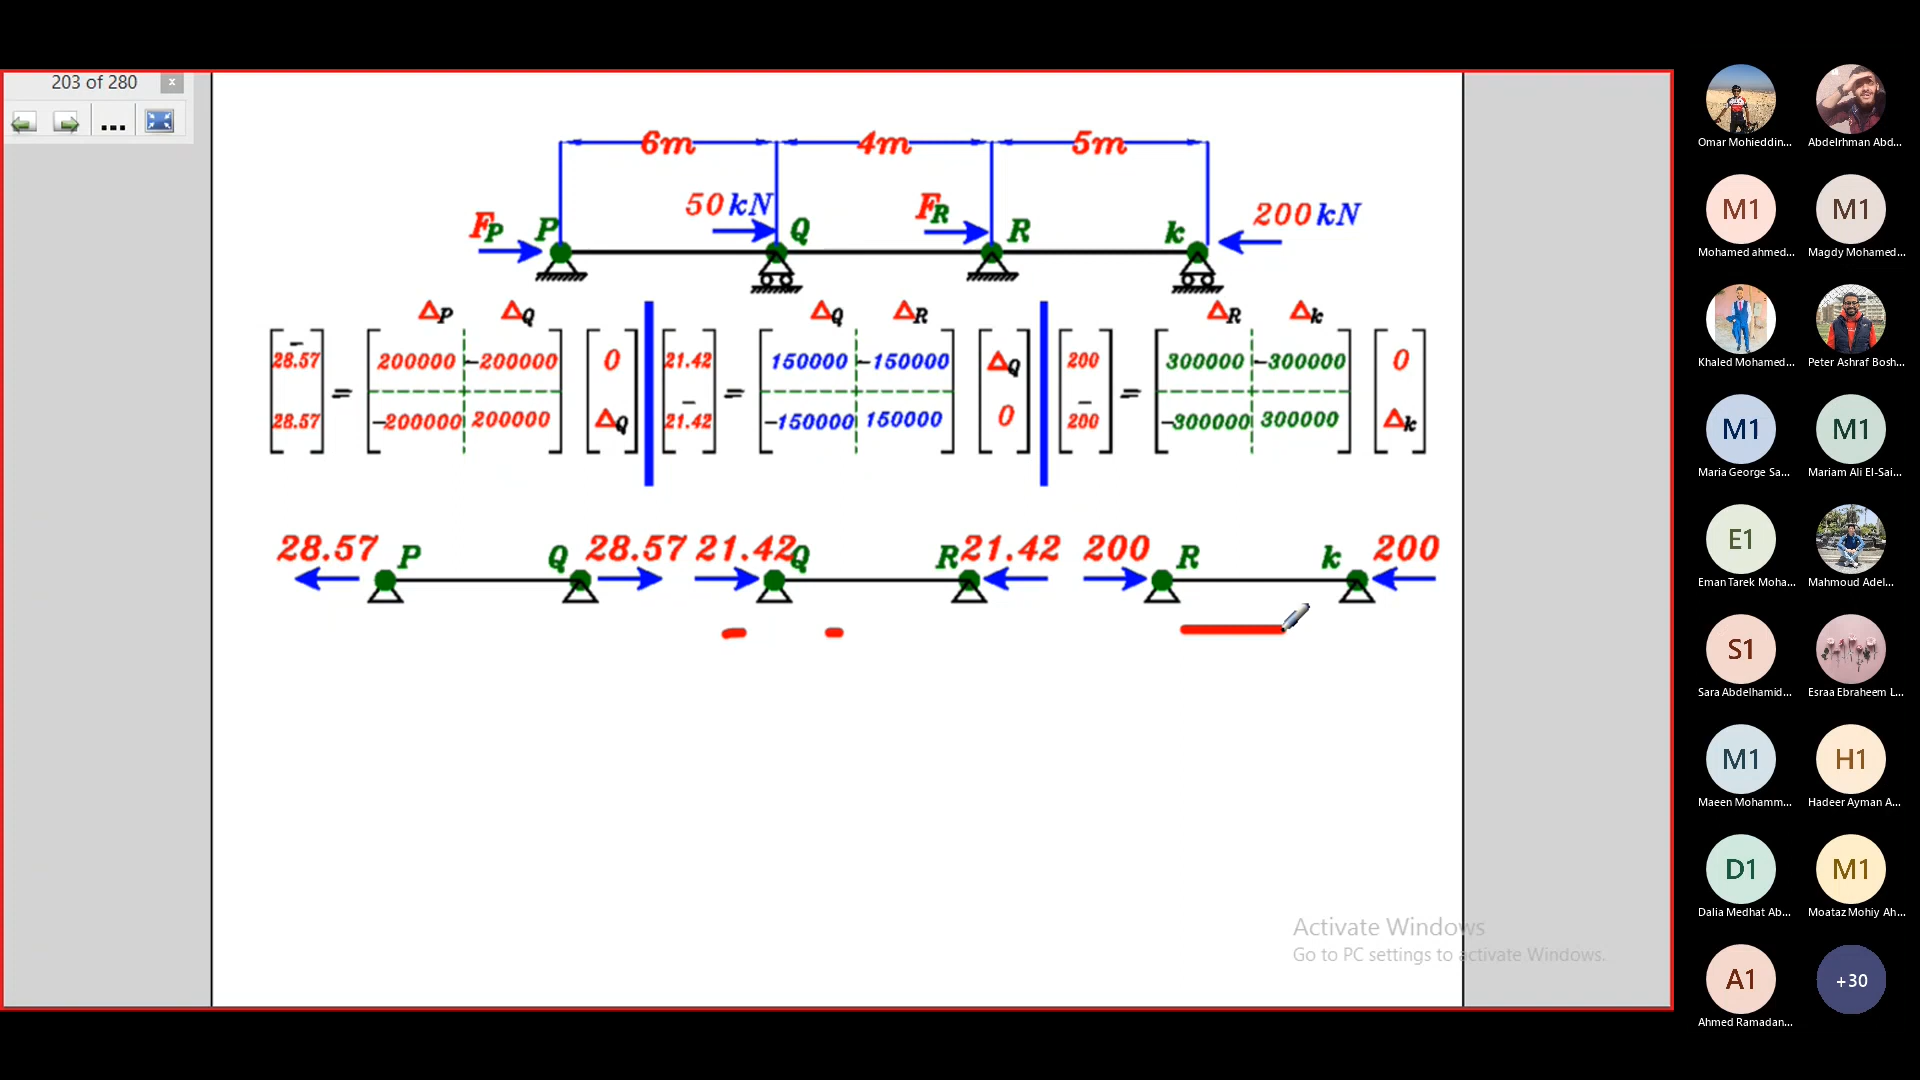 203 of 280
x
...
6m 4m 5m
FP P 50 kN Q FR R k 200 kN
ΔP ΔQ ΔQ ΔR ΔR Δk
-28.57 = 200000 -200000 0 21.42 = 150000 -150000 ΔQ 200 = 300000 -300000 0
28.57 -200000 200000 ΔQ -21.42 -150000 150000 0 -200 -300000 300000 Δk
28.57 P Q 28.57 21.42 Q R 21.42 200 R k 200
Activate Windows
Go to PC settings to activate Windows.
Omar Mohieddin... Abdelrhman Abd...
M1 M1
Mohamed ahmed... Magdy Mohamed...
Khaled Mohamed... Peter Ashraf Bosh...
M1 M1
Maria George Sa... Mariam Ali El-Sai...
E1
Eman Tarek Moha... Mahmoud Adel...
S1
Sara Abdelhamid... Esraa Ebraheem L...
M1 H1
Maeen Mohamm... Hadeer Ayman A...
D1 M1
Dalia Medhat Ab... Moataz Mohiy Ah...
A1 +30
Ahmed Ramadan...